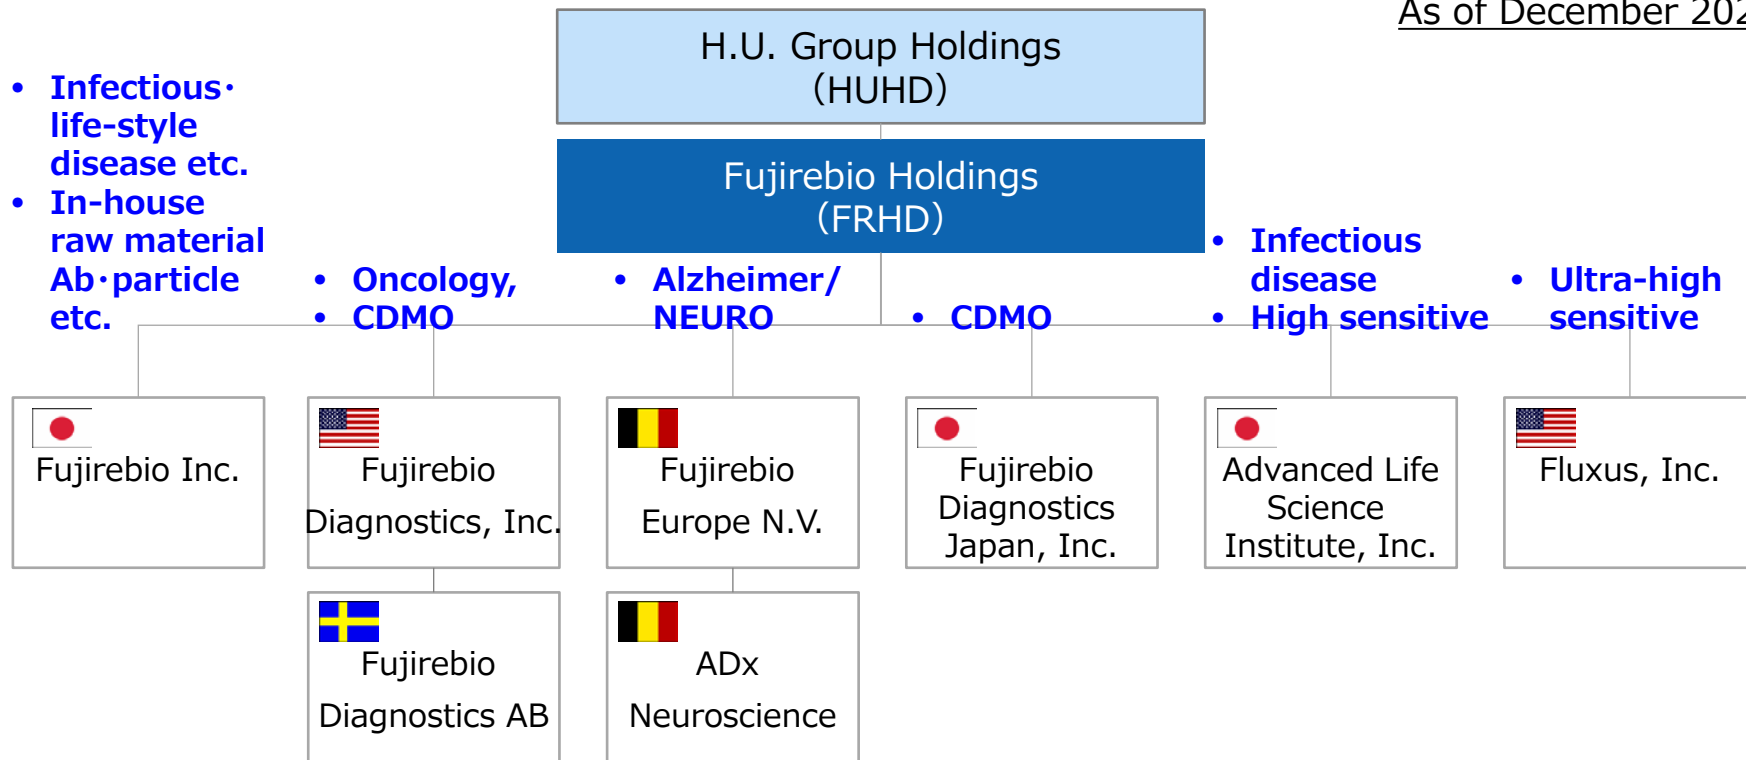 As of December 202
H.U. Group Holdings
(HUHD)
Fujirebio Holdings
(FRHD)
• Infectious・
life-style
disease etc.
• In-house
raw material
Ab・particle
etc.
• Oncology,
• CDMO
• Alzheimer/
NEURO
• CDMO
• Infectious
disease
• High sensitive
• Ultra-high
sensitive
Fujirebio Inc.
Fujirebio
Diagnostics, Inc.
Fujirebio
Europe N.V.
Fujirebio
Diagnostics
Japan, Inc.
Advanced Life
Science
Institute, Inc.
Fluxus, Inc.
Fujirebio
Diagnostics AB
ADx
Neuroscience